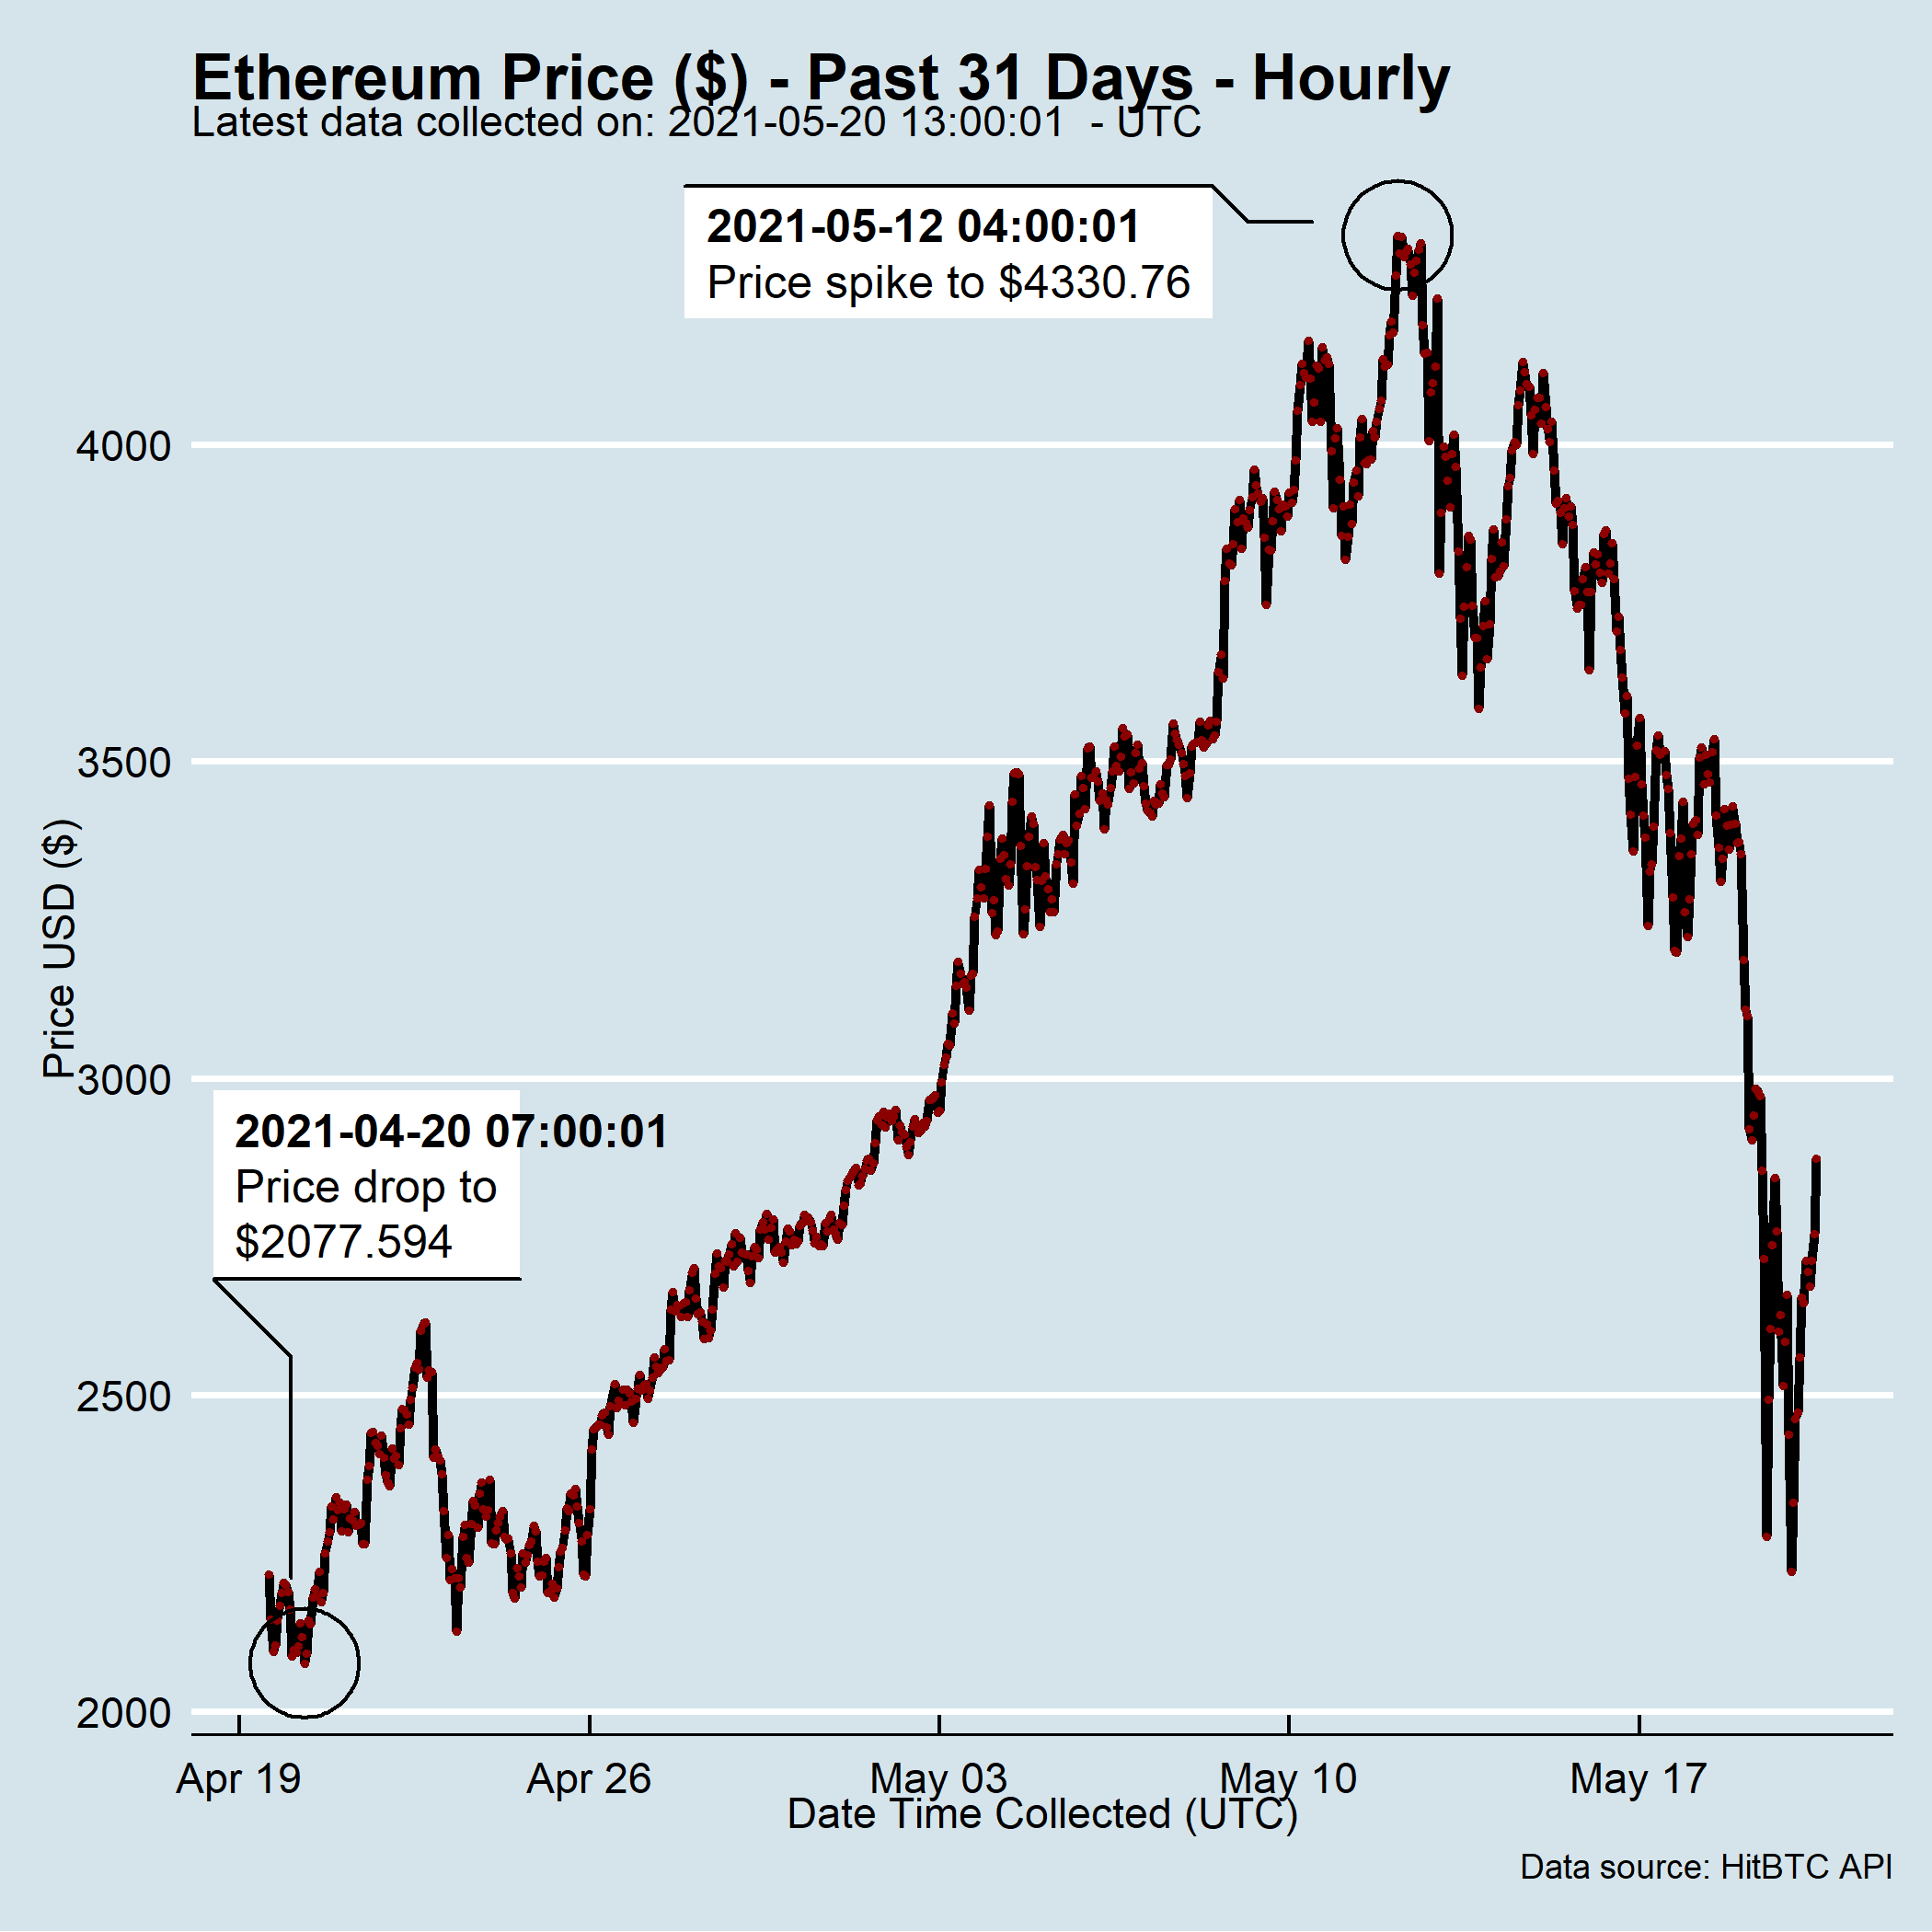 Ethereum Price ($) - Past 31 Days - Hourly
Latest data collected on: 2021-05-20 13:00:01  - UTC
2021-05-12 04:00:01
Price spike to $4330.76
4000
3500
Price USD ($)
3000
2021-04-20 07:00:01
Price drop to
$2077.594
2500
2000
Apr 19
Apr 26
May 03
May 10
May 17
Date Time Collected (UTC)
Data source: HitBTC API